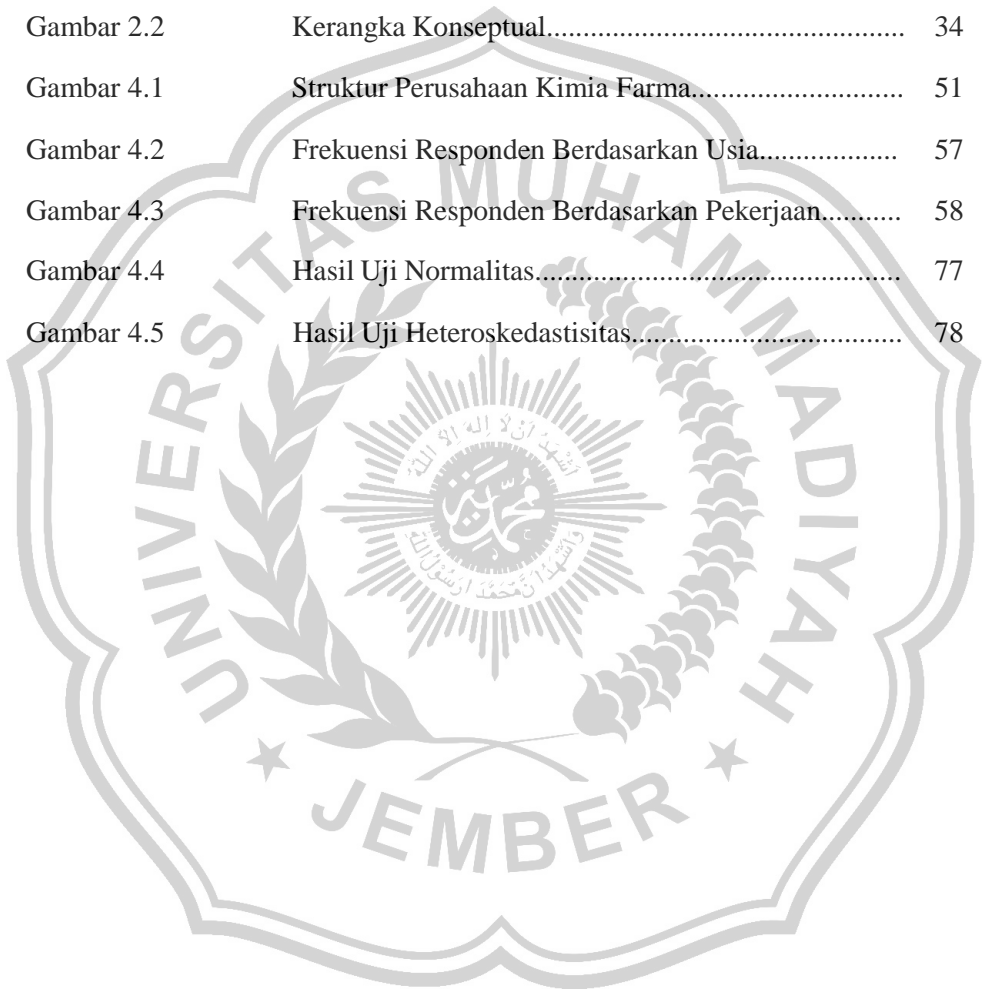 Gambar 2.2 Kerangka Konseptual................................................ 34
Gambar 4.1 Struktur Perusahaan Kimia Farma............................ 51
Gambar 4.2 Frekuensi Responden Berdasarkan Usia.................. 57
Gambar 4.3 Frekuensi Responden Berdasarkan Pekerjaan........... 58
Gambar 4.4 Hasil Uji Normalitas................................................ 77
Gambar 4.5 Hasil Uji Heteroskedastisitas.................................... 78
UNIVERSITAS MUHAMMADIYAH
JEMBER